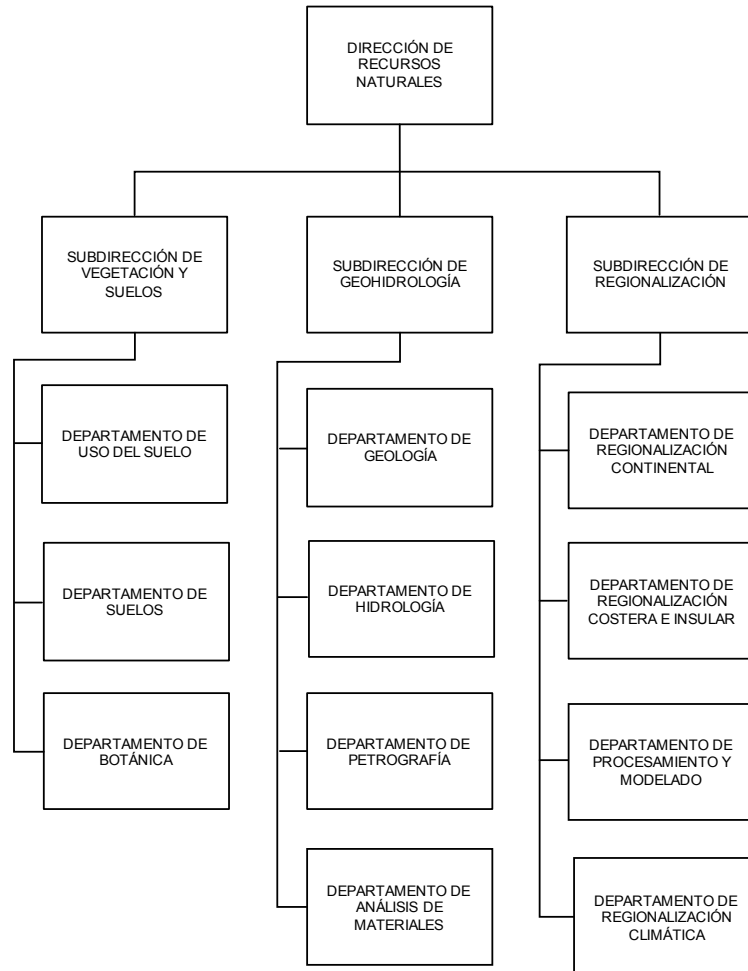 DIRECCIÓN DE
RECURSOS
NATURALES
SUBDIRECCIÓN DE
VEGETACIÓN Y
SUELOS
SUBDIRECCIÓN DE
GEOHIDROLOGÍA
SUBDIRECCIÓN DE
REGIONALIZACIÓN
DEPARTAMENTO DE
USO DEL SUELO
DEPARTAMENTO DE
GEOLOGÍA
DEPARTAMENTO DE
REGIONALIZACIÓN
CONTINENTAL
DEPARTAMENTO DE
SUELOS
DEPARTAMENTO DE
HIDROLOGÍA
DEPARTAMENTO DE
REGIONALIZACIÓN
COSTERA E INSULAR
DEPARTAMENTO DE
BOTÁNICA
DEPARTAMENTO DE
PETROGRAFÍA
DEPARTAMENTO DE
PROCESAMIENTO Y
MODELADO
DEPARTAMENTO DE
ANÁLISIS DE
MATERIALES
DEPARTAMENTO DE
REGIONALIZACIÓN
CLIMÁTICA